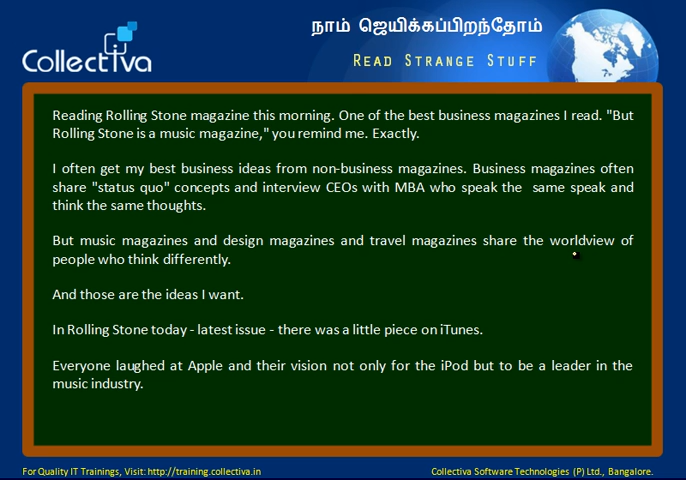 நாம் ஜெயிக்கப்பிறந்தோம்
Collectiva
READ STRANGE STUFF
Reading Rolling Stone magazine this morning. One of the best business magazines I read. "But
Rolling Stone is a music magazine," you remind me. Exactly.
I often get my best business ideas from non-business magazines. Business magazines often
share "status quo" concepts and interview CEOs with MBA who speak the same speak and
think the same thoughts.
But music magazines and design magazines and travel magazines share the worldview of
people who think differently.
And those are the ideas I want.
In Rolling Stone today - latest issue - there was a little piece on iTunes.
Everyone laughed at Apple and their vision not only for the iPod but to be a leader in the
music industry.
For Quality IT Trainings, Visit: http://training.collectiva.in
Collectiva Software Technologies (P) Ltd., Bangalore.